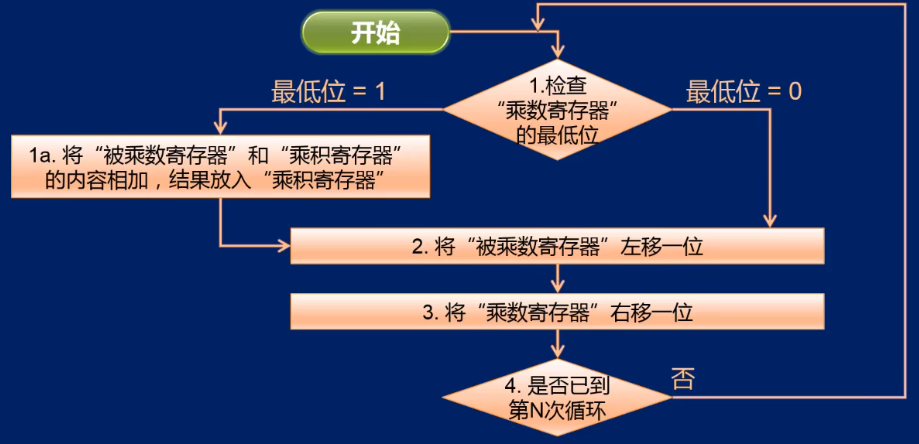 开始
1.检查
“乘数寄存器”
的最低位
最低位 = 1
最低位 = 0
1a. 将“被乘数寄存器”和“乘积寄存器”
的内容相加，结果放入“乘积寄存器”
2. 将“被乘数寄存器”左移一位
3. 将“乘数寄存器”右移一位
4. 是否已到
第N次循环
否